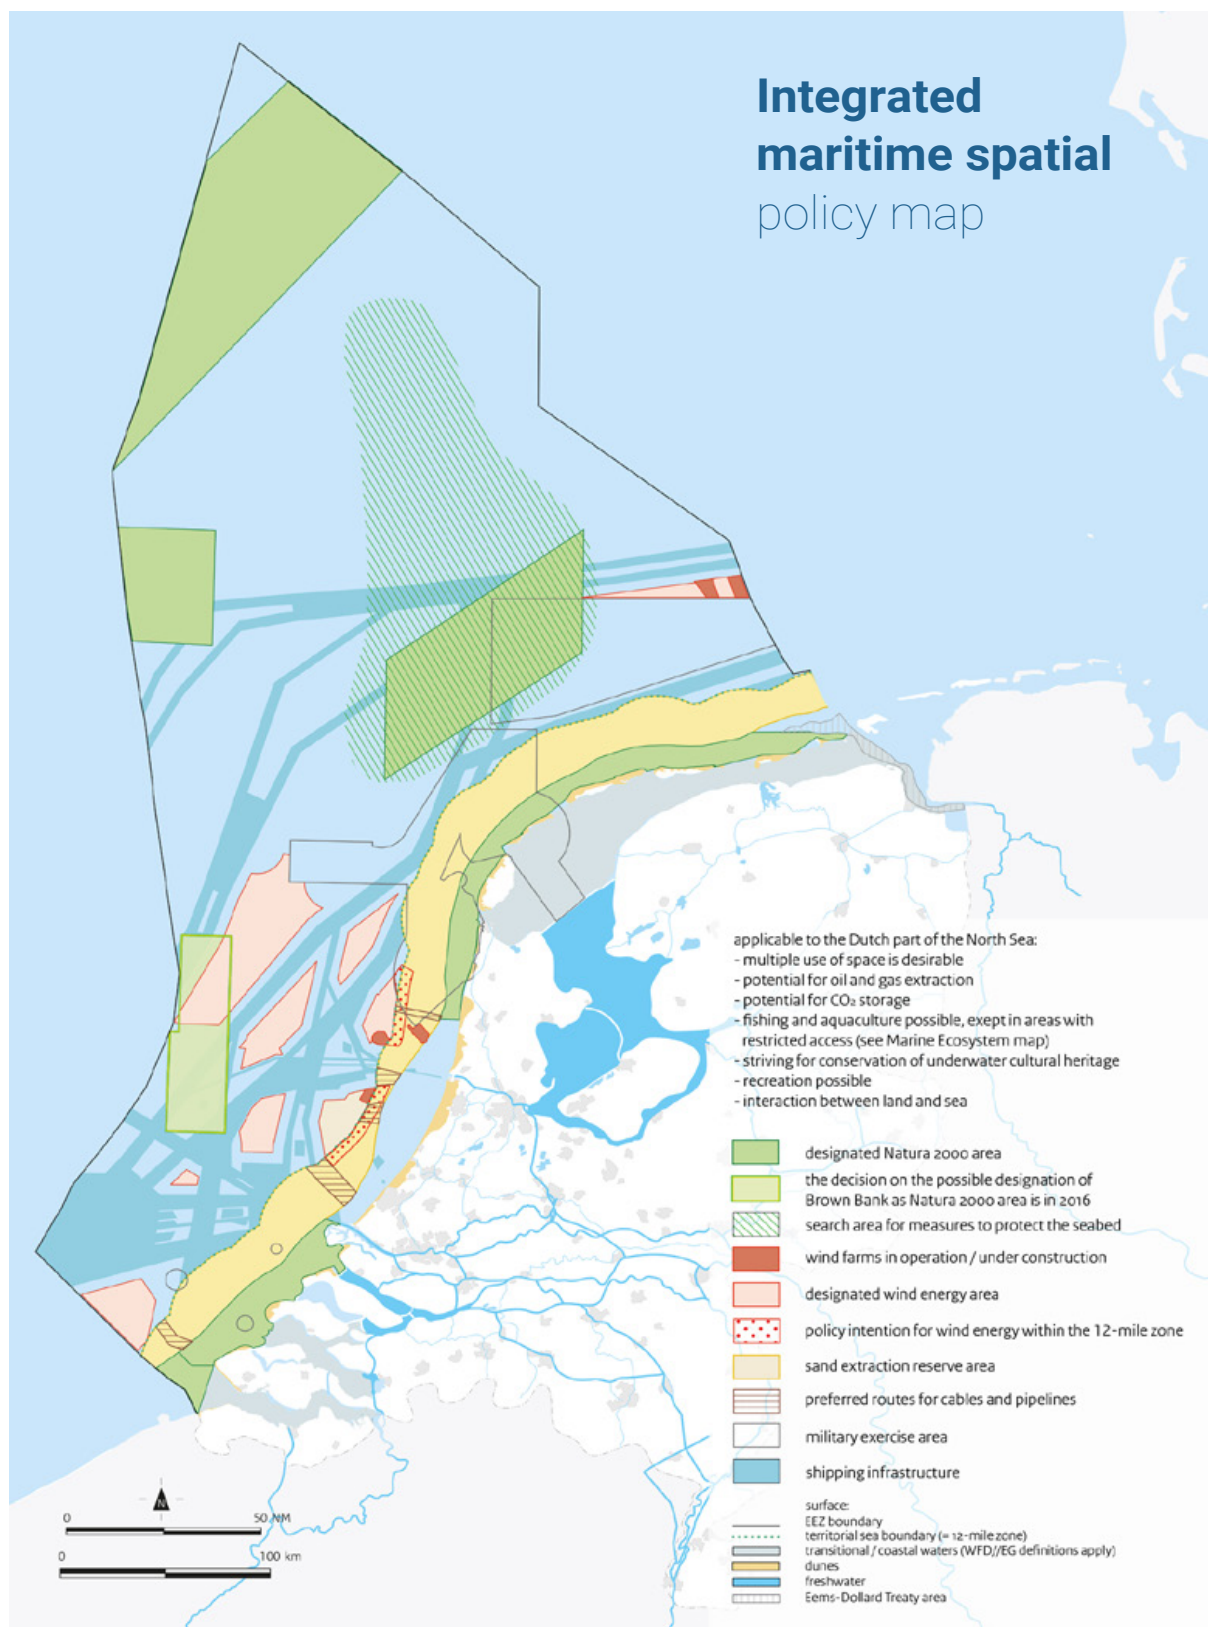 Integrated
maritime spatial
policy map
applicable to the Dutch part of the North Sea:
- multiple use of space is desirable
- potential for oil and gas extraction
- potential for CO₂ storage
- fishing and aquaculture possible, exept in areas with
restricted access (see Marine Ecosystem map)
- striving for conservation of underwater cultural heritage
- recreation possible
- interaction between land and sea
designated Natura 2000 area
the decision on the possible designation of
Brown Bank as Natura 2000 area is in 2016
search area for measures to protect the seabed
wind farms in operation / under construction
designated wind energy area
policy intention for wind energy within the 12-mile zone
sand extraction reserve area
preferred routes for cables and pipelines
military exercise area
shipping infrastructure
surface:
EEZ boundary
territorial sea boundary (= 12-mile zone)
transitional / coastal waters (WFD//EG definitions apply)
dunes
freshwater
Eems-Dollard Treaty area
N
0 50 NM
0 100 km